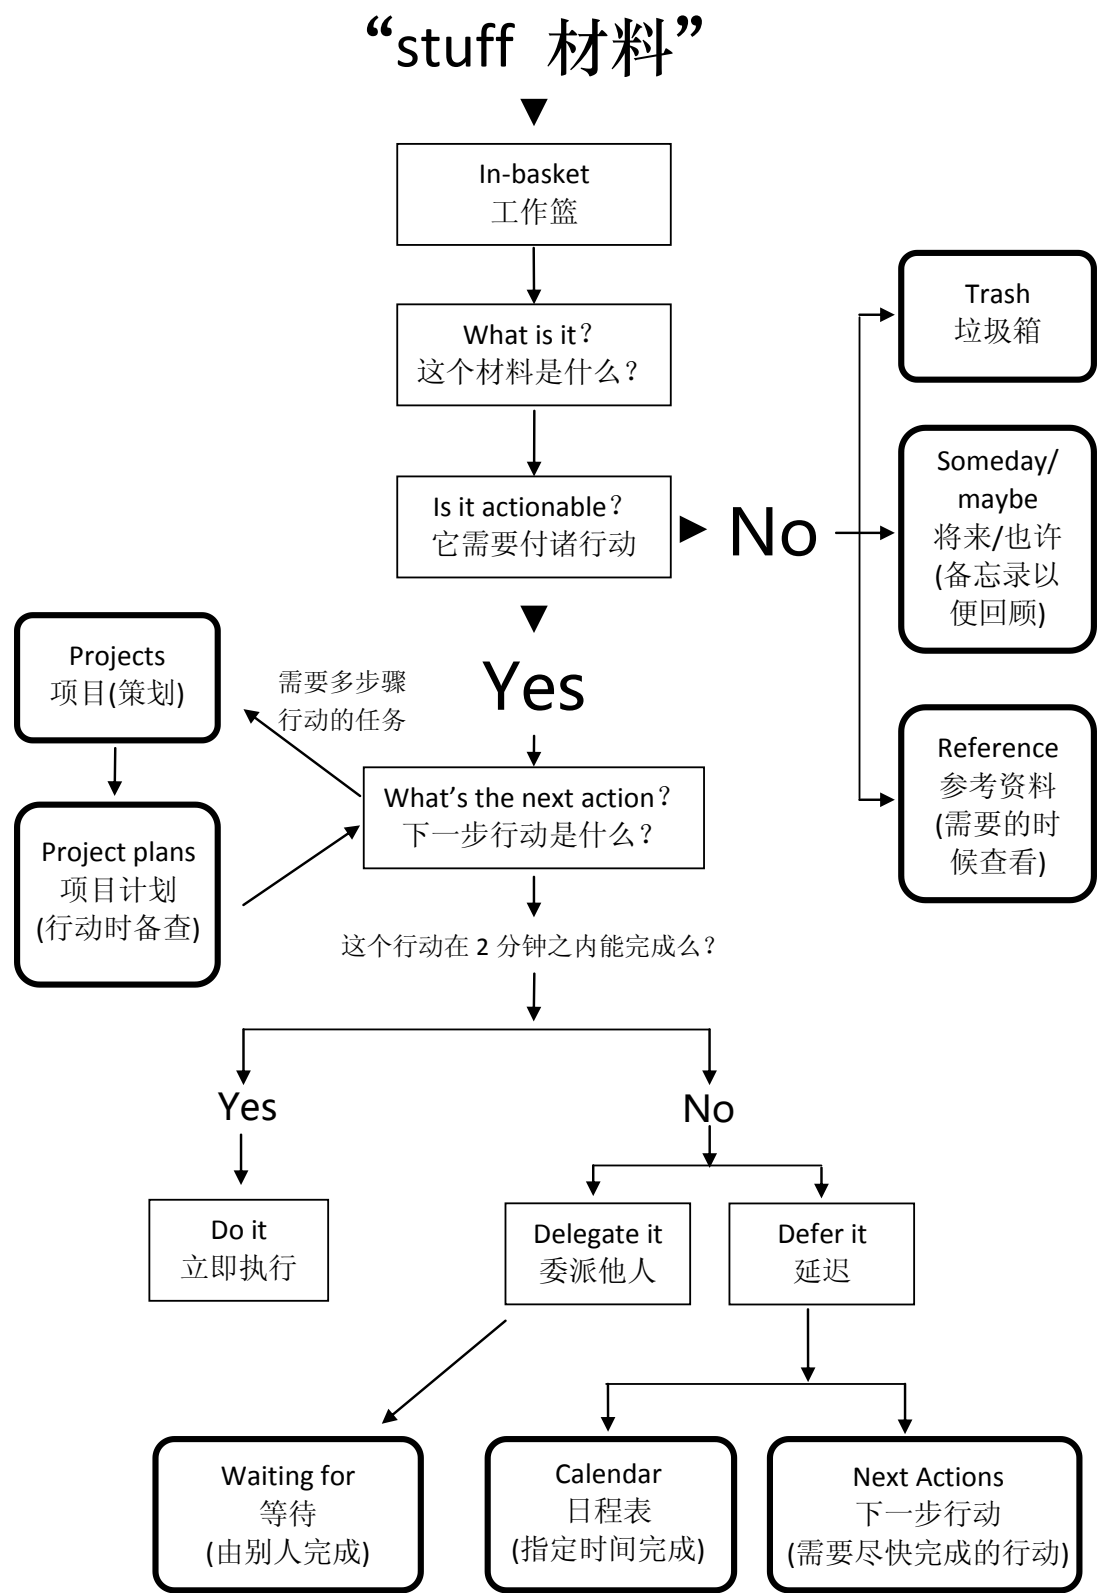 “stuff 材料”
In-basket
工作篮
What is it？
这个材料是什么？
Is it actionable？
它需要付诸行动
No
Trash
垃圾箱
Someday/
maybe
将来/也许
(备忘录以
便回顾)
Reference
参考资料
(需要的时
候查看)
Yes
需要多步骤
行动的任务
Projects
项目(策划)
Project plans
项目计划
(行动时备查)
What’s the next action？
下一步行动是什么？
这个行动在 2 分钟之内能完成么？
Yes
No
Do it
立即执行
Delegate it
委派他人
Defer it
延迟
Waiting for
等待
(由别人完成)
Calendar
日程表
(指定时间完成)
Next Actions
下一步行动
(需要尽快完成的行动)